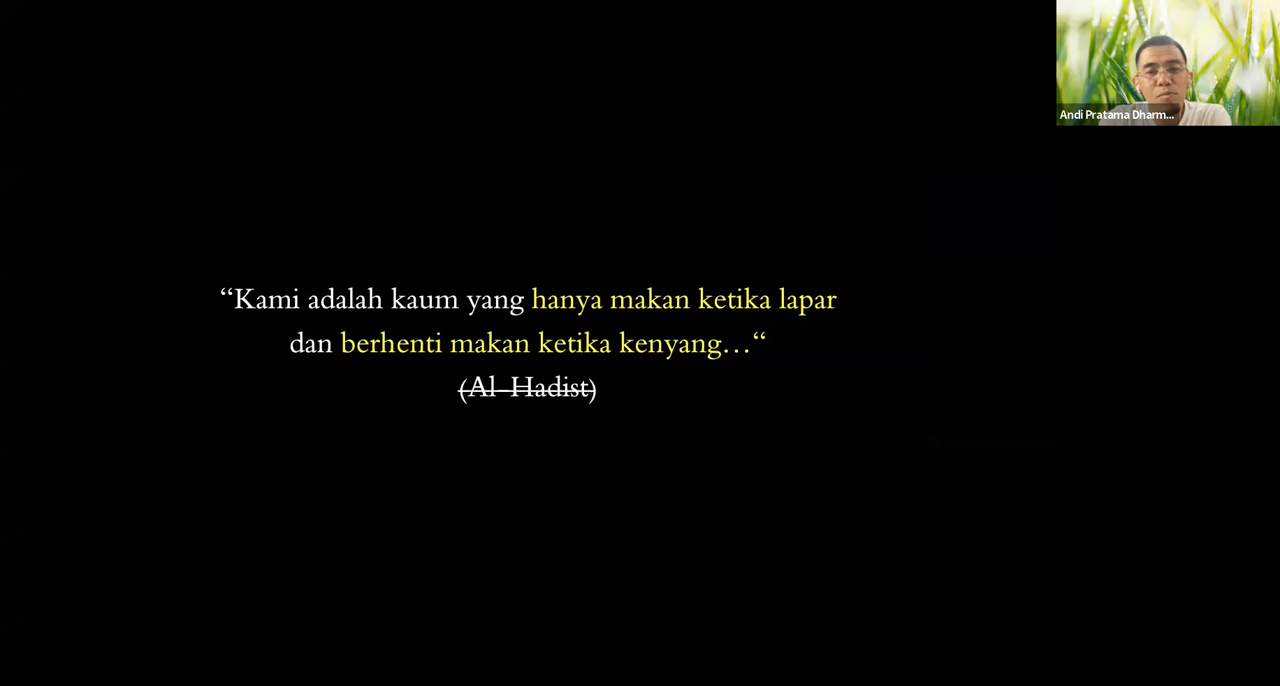 Andi Pratama Dharm...
“Kami adalah kaum yang hanya makan ketika lapar
dan berhenti makan ketika kenyang…“
(Al-Hadist)